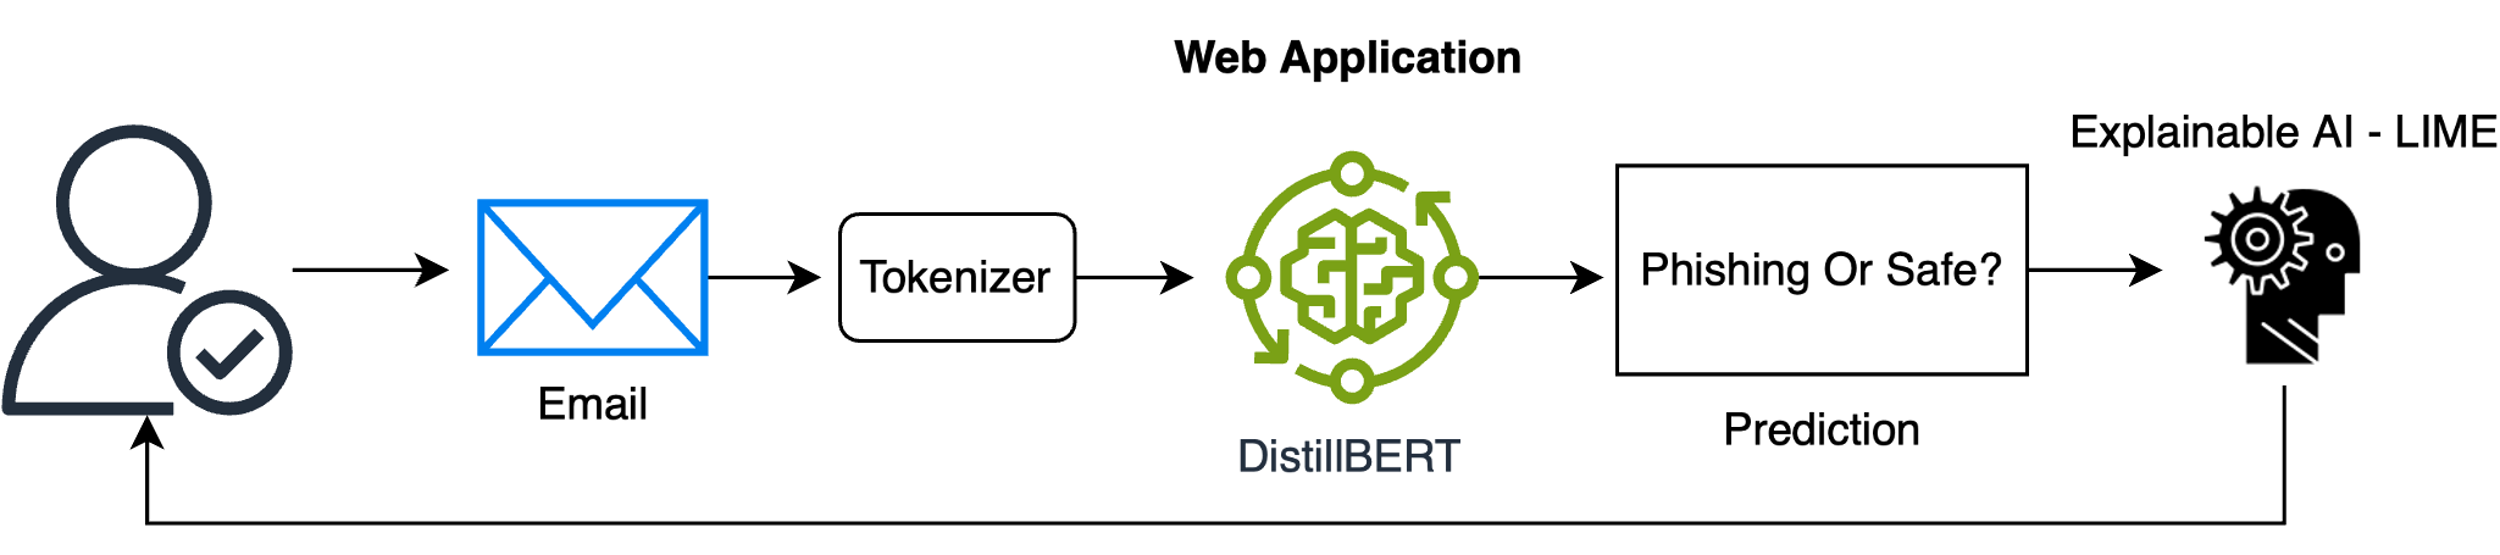 Web Application
Explainable AI - LIME
Tokenizer
Phishing Or Safe?
Email
DistillBERT
Prediction